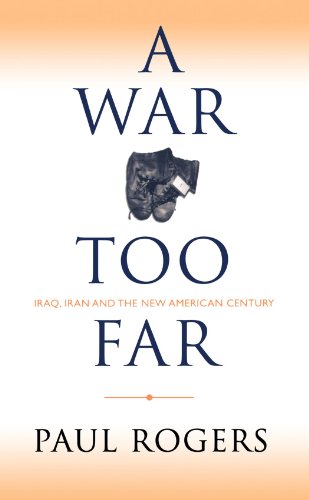 A
WAR
TOO
IRAQ, IRAN AND THE NEW AMERICAN CENTURY
FAR
PAUL ROGERS